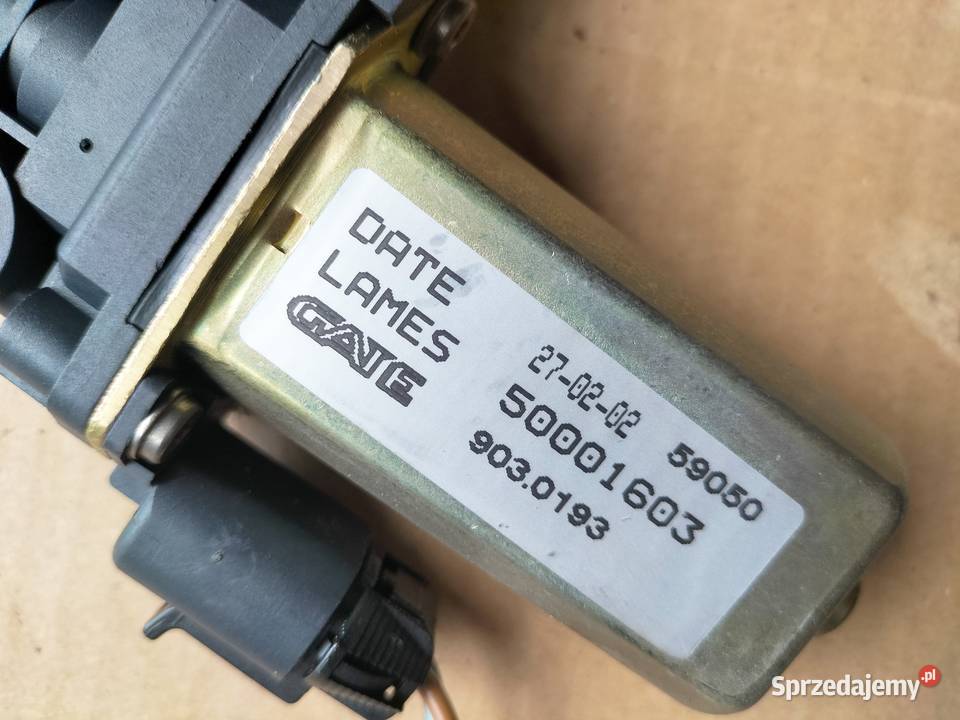 DATE 27-02-02 59050
LAMES 50001603
GATE 903.0193
Sprzedajemy.pl